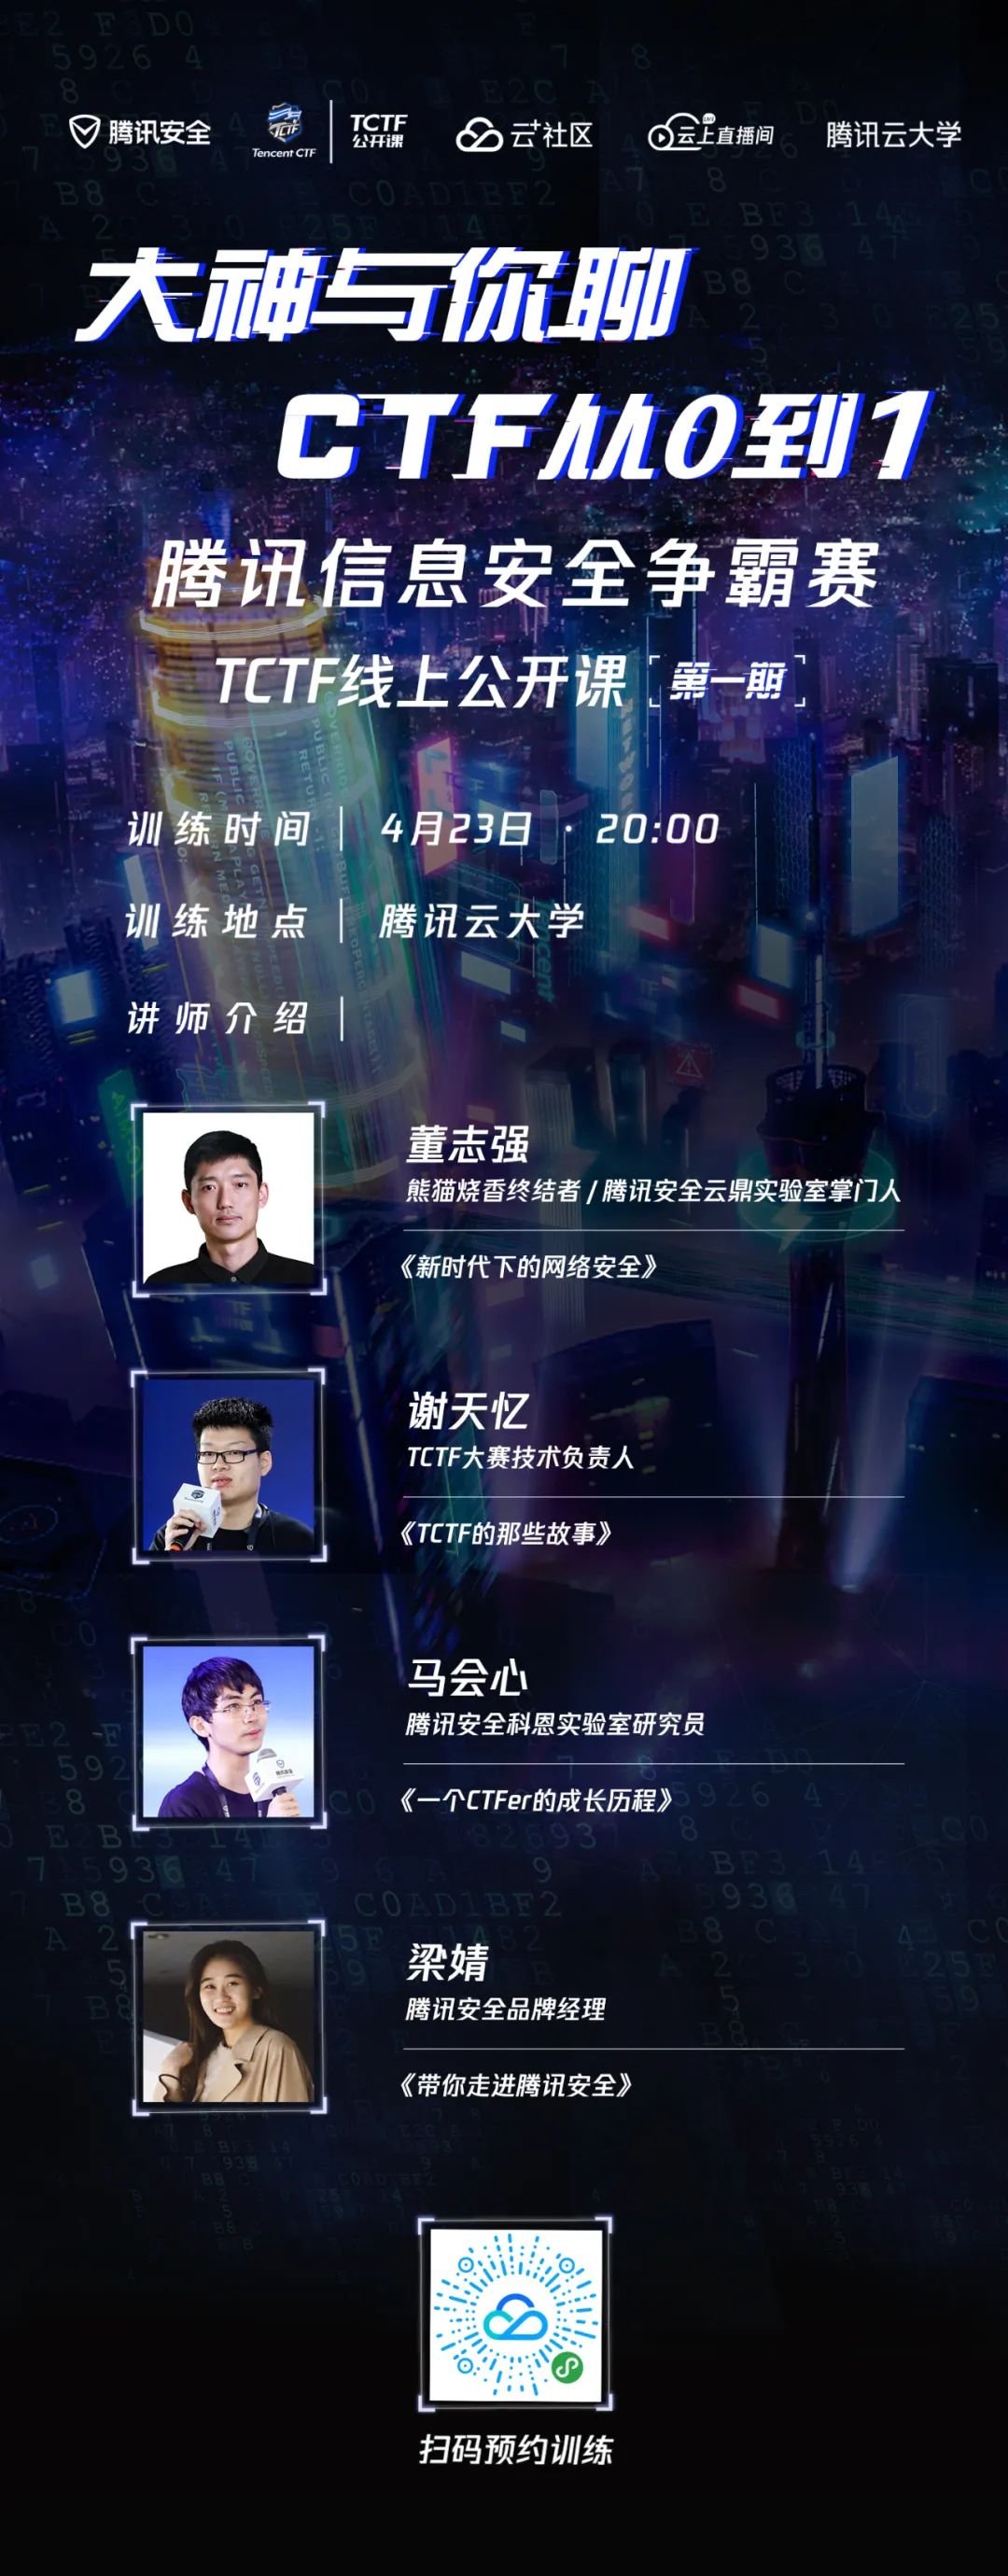 腾讯安全 TCTF Tencent CTF TCTF 公开课 云+社区 LIVE 云上直播间 腾讯云大学
大神与你聊
CTF从0到1
腾讯信息安全争霸赛
TCTF线上公开课 第一期
训练时间 4月23日 · 20:00
训练地点 腾讯云大学
讲师介绍
董志强
熊猫烧香终结者 / 腾讯安全云鼎实验室掌门人
《新时代下的网络安全》
谢天忆
TCTF大赛技术负责人
《TCTF的那些故事》
马会心
腾讯安全科恩实验室研究员
《一个CTFer的成长历程》
梁婧
腾讯安全品牌经理
《带你走进腾讯安全》
扫码预约训练